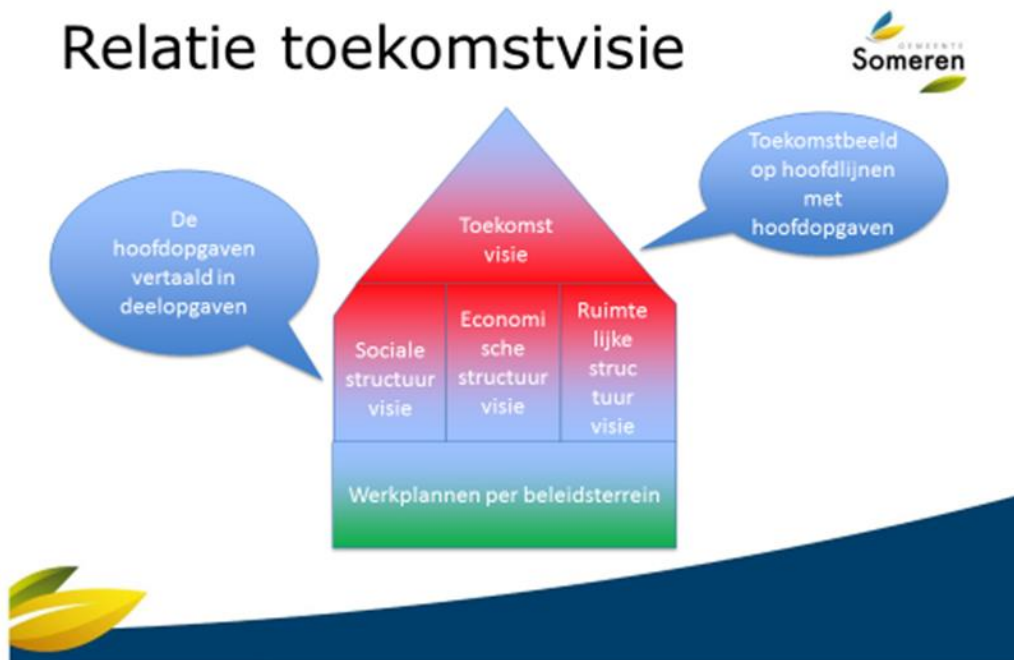 Relatie toekomstvisie
GEMEENTE
Someren
Toekomstbeeld
op hoofdlijnen
met
hoofdopgaven
De
hoofdopgaven
vertaald in
deelopgaven
Toekomst
visie
Sociale
structuur
visie
Economi
sche
structuur
visie
Ruimte
lijke
struc
tuur
visie
Werkplannen per beleidsterrein